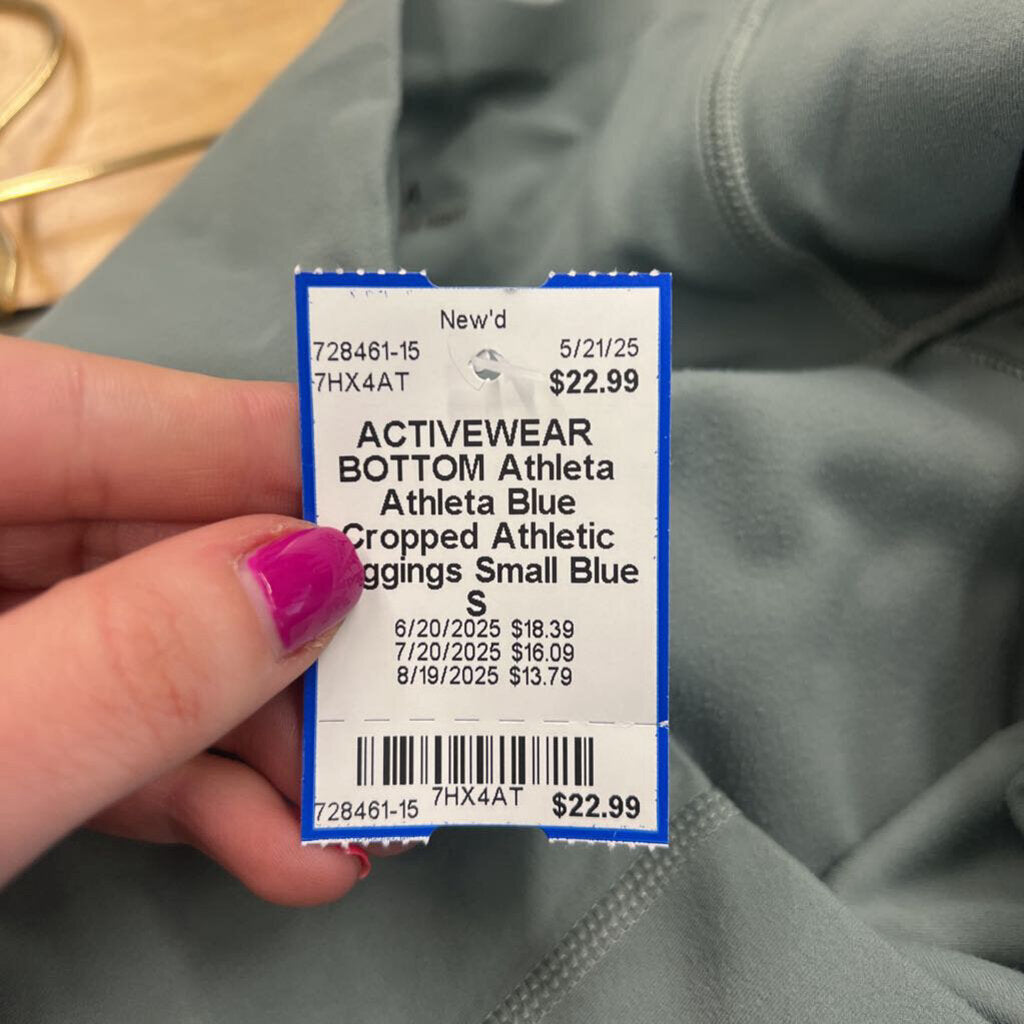 New'd
728461-15 5/21/25
7HX4AT $22.99
ACTIVEWEAR
BOTTOM Athleta
Athleta Blue
Cropped Athletic
ggings Small Blue
S
6/20/2025 $18.39
7/20/2025 $16.09
8/19/2025 $13.79
7HX4AT
728461-15 $22.99